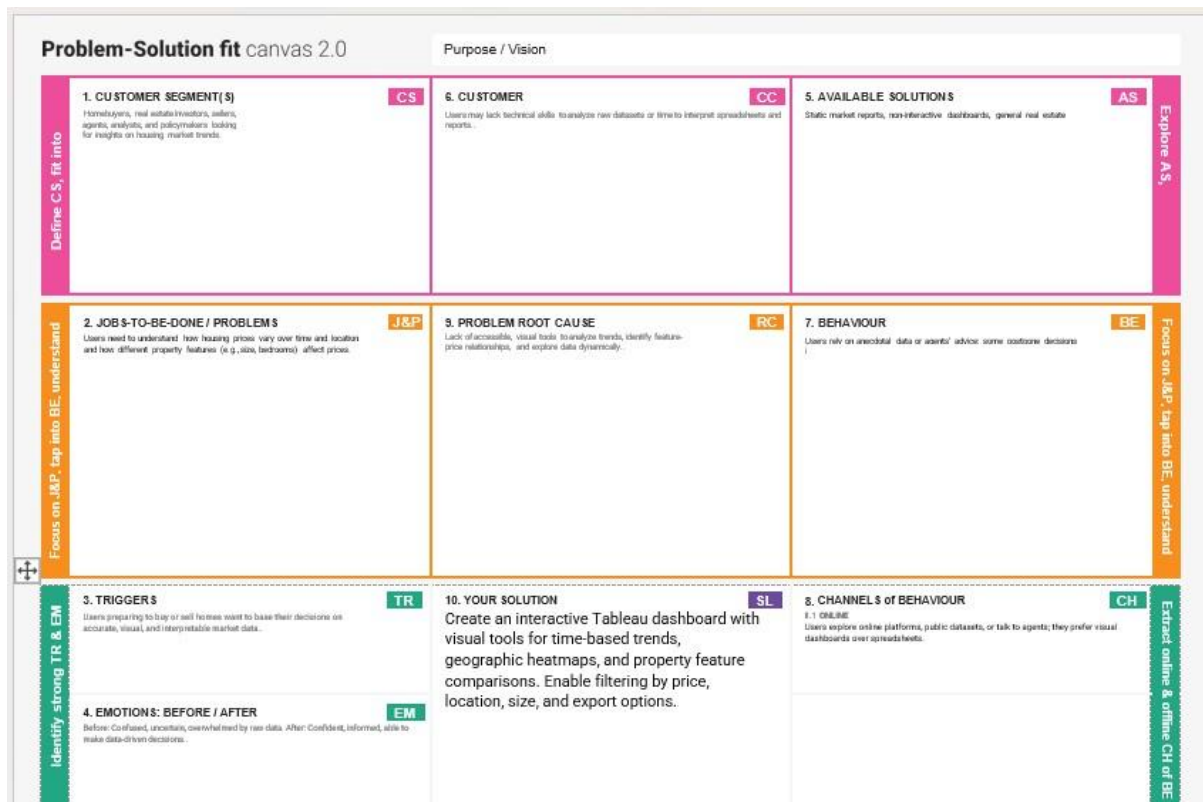 Problem-Solution fit canvas 2.0
Purpose / Vision
Define CS, fit into
1. CUSTOMER SEGMENT(S)
CS
Homebuyers, real estate investors, sellers,
agents, analysts, and policymakers looking
for insights on housing market trends.
6. CUSTOMER
CC
Users may lack technical skills to analyze raw datasets or time to interpret spreadsheets and
reports.
5. AVAILABLE SOLUTIONS
AS
Static market reports, non-interactive dashboards, general real estate
Explore AS,
Focus on J&P, tap into BE, understand
2. JOBS-TO-BE-DONE / PROBLEMS
J&P
Users need to understand how housing prices vary over time and location
and how different property features (e.g., size, bedrooms) affect prices.
9. PROBLEM ROOT CAUSE
RC
Lack of accessible, visual tools to analyze trends, identify feature-
price relationships, and explore data dynamically.
7. BEHAVIOUR
BE
Users rely on anecdotal data or agents' advice; some postpone decisions
Focus on J&P, tap into BE, understand
Identify strong TR & EM
3. TRIGGERS
TR
Users preparing to buy or sell homes want to base their decisions on
accurate, visual, and interpretable market data.
4. EMOTIONS: BEFORE / AFTER
EM
Before: Confused, uncertain, overwhelmed by raw data. After: Confident, informed, able to
make data-driven decisions.
10. YOUR SOLUTION
SL
Create an interactive Tableau dashboard with
visual tools for time-based trends,
geographic heatmaps, and property feature
comparisons. Enable filtering by price,
location, size, and export options.
8. CHANNELS of BEHAVIOUR
CH
8.1 ONLINE
Users explore online platforms, public datasets, or talk to agents; they prefer visual
dashboards over spreadsheets.
Extract online & offline CH of BE